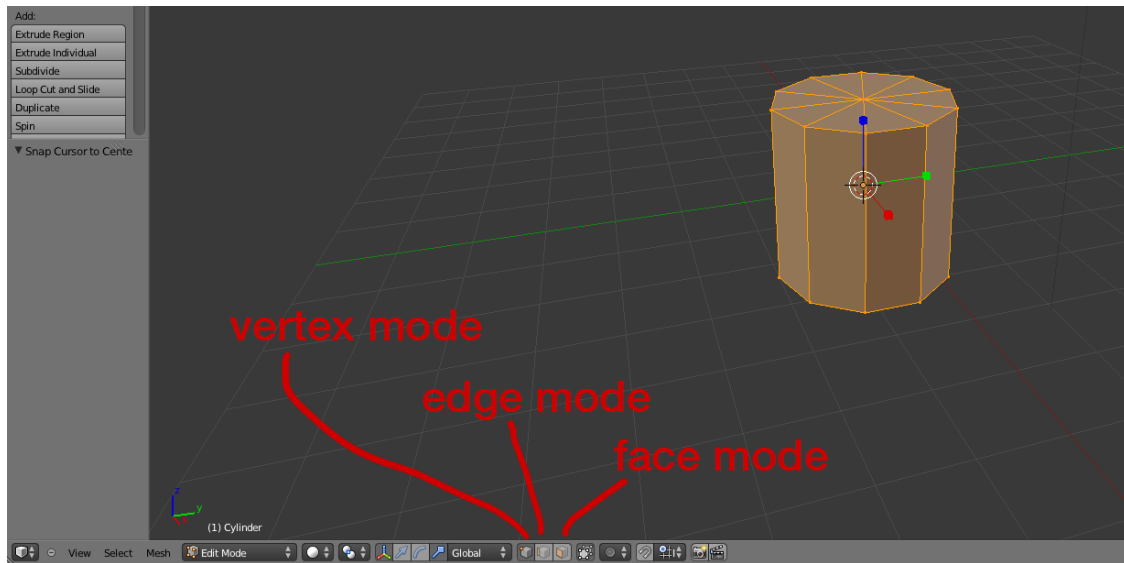 Add:
Extrude Region
Extrude Individual
Subdivide
Loop Cut and Slide
Duplicate
Spin
Snap Cursor to Cente
vertex mode
edge mode
face mode
z
y
x
(1) Cylinder
View Select Mesh Edit Mode Global